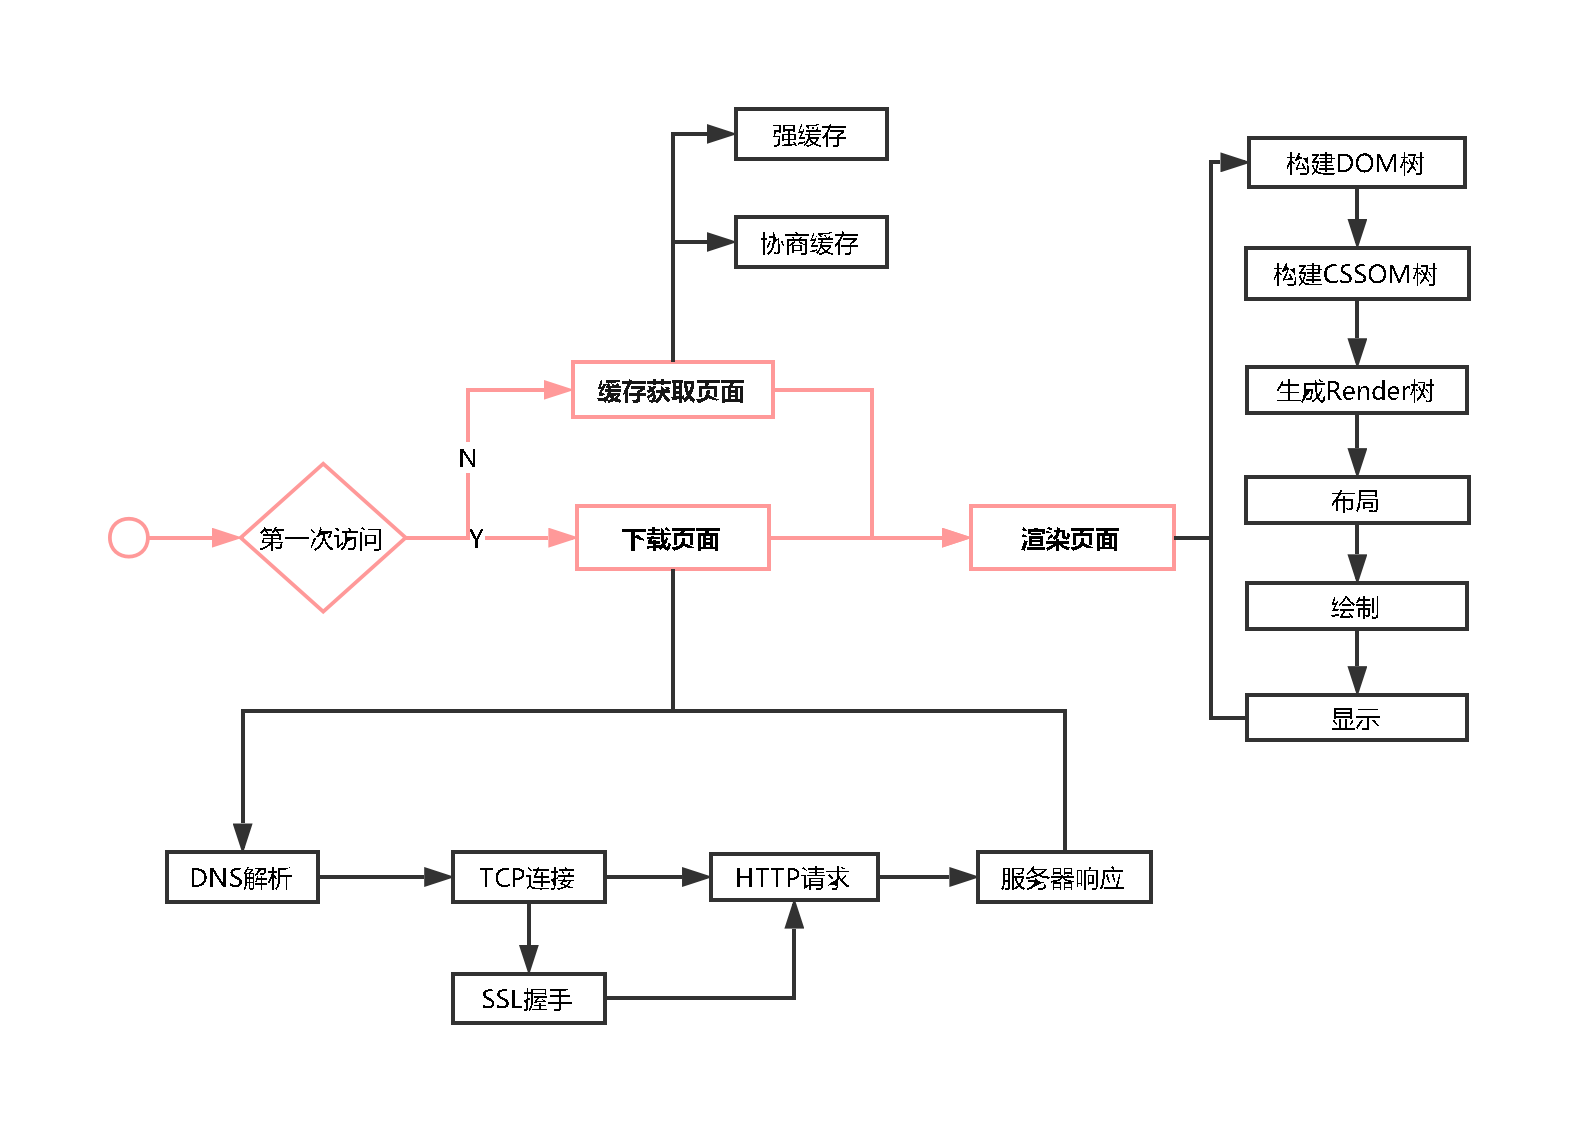 强缓存
协商缓存
缓存获取页面
N
第一次访问
Y
下载页面
渲染页面
构建DOM树
构建CSSOM树
生成Render树
布局
绘制
显示
DNS解析
TCP连接
HTTP请求
服务器响应
SSL握手